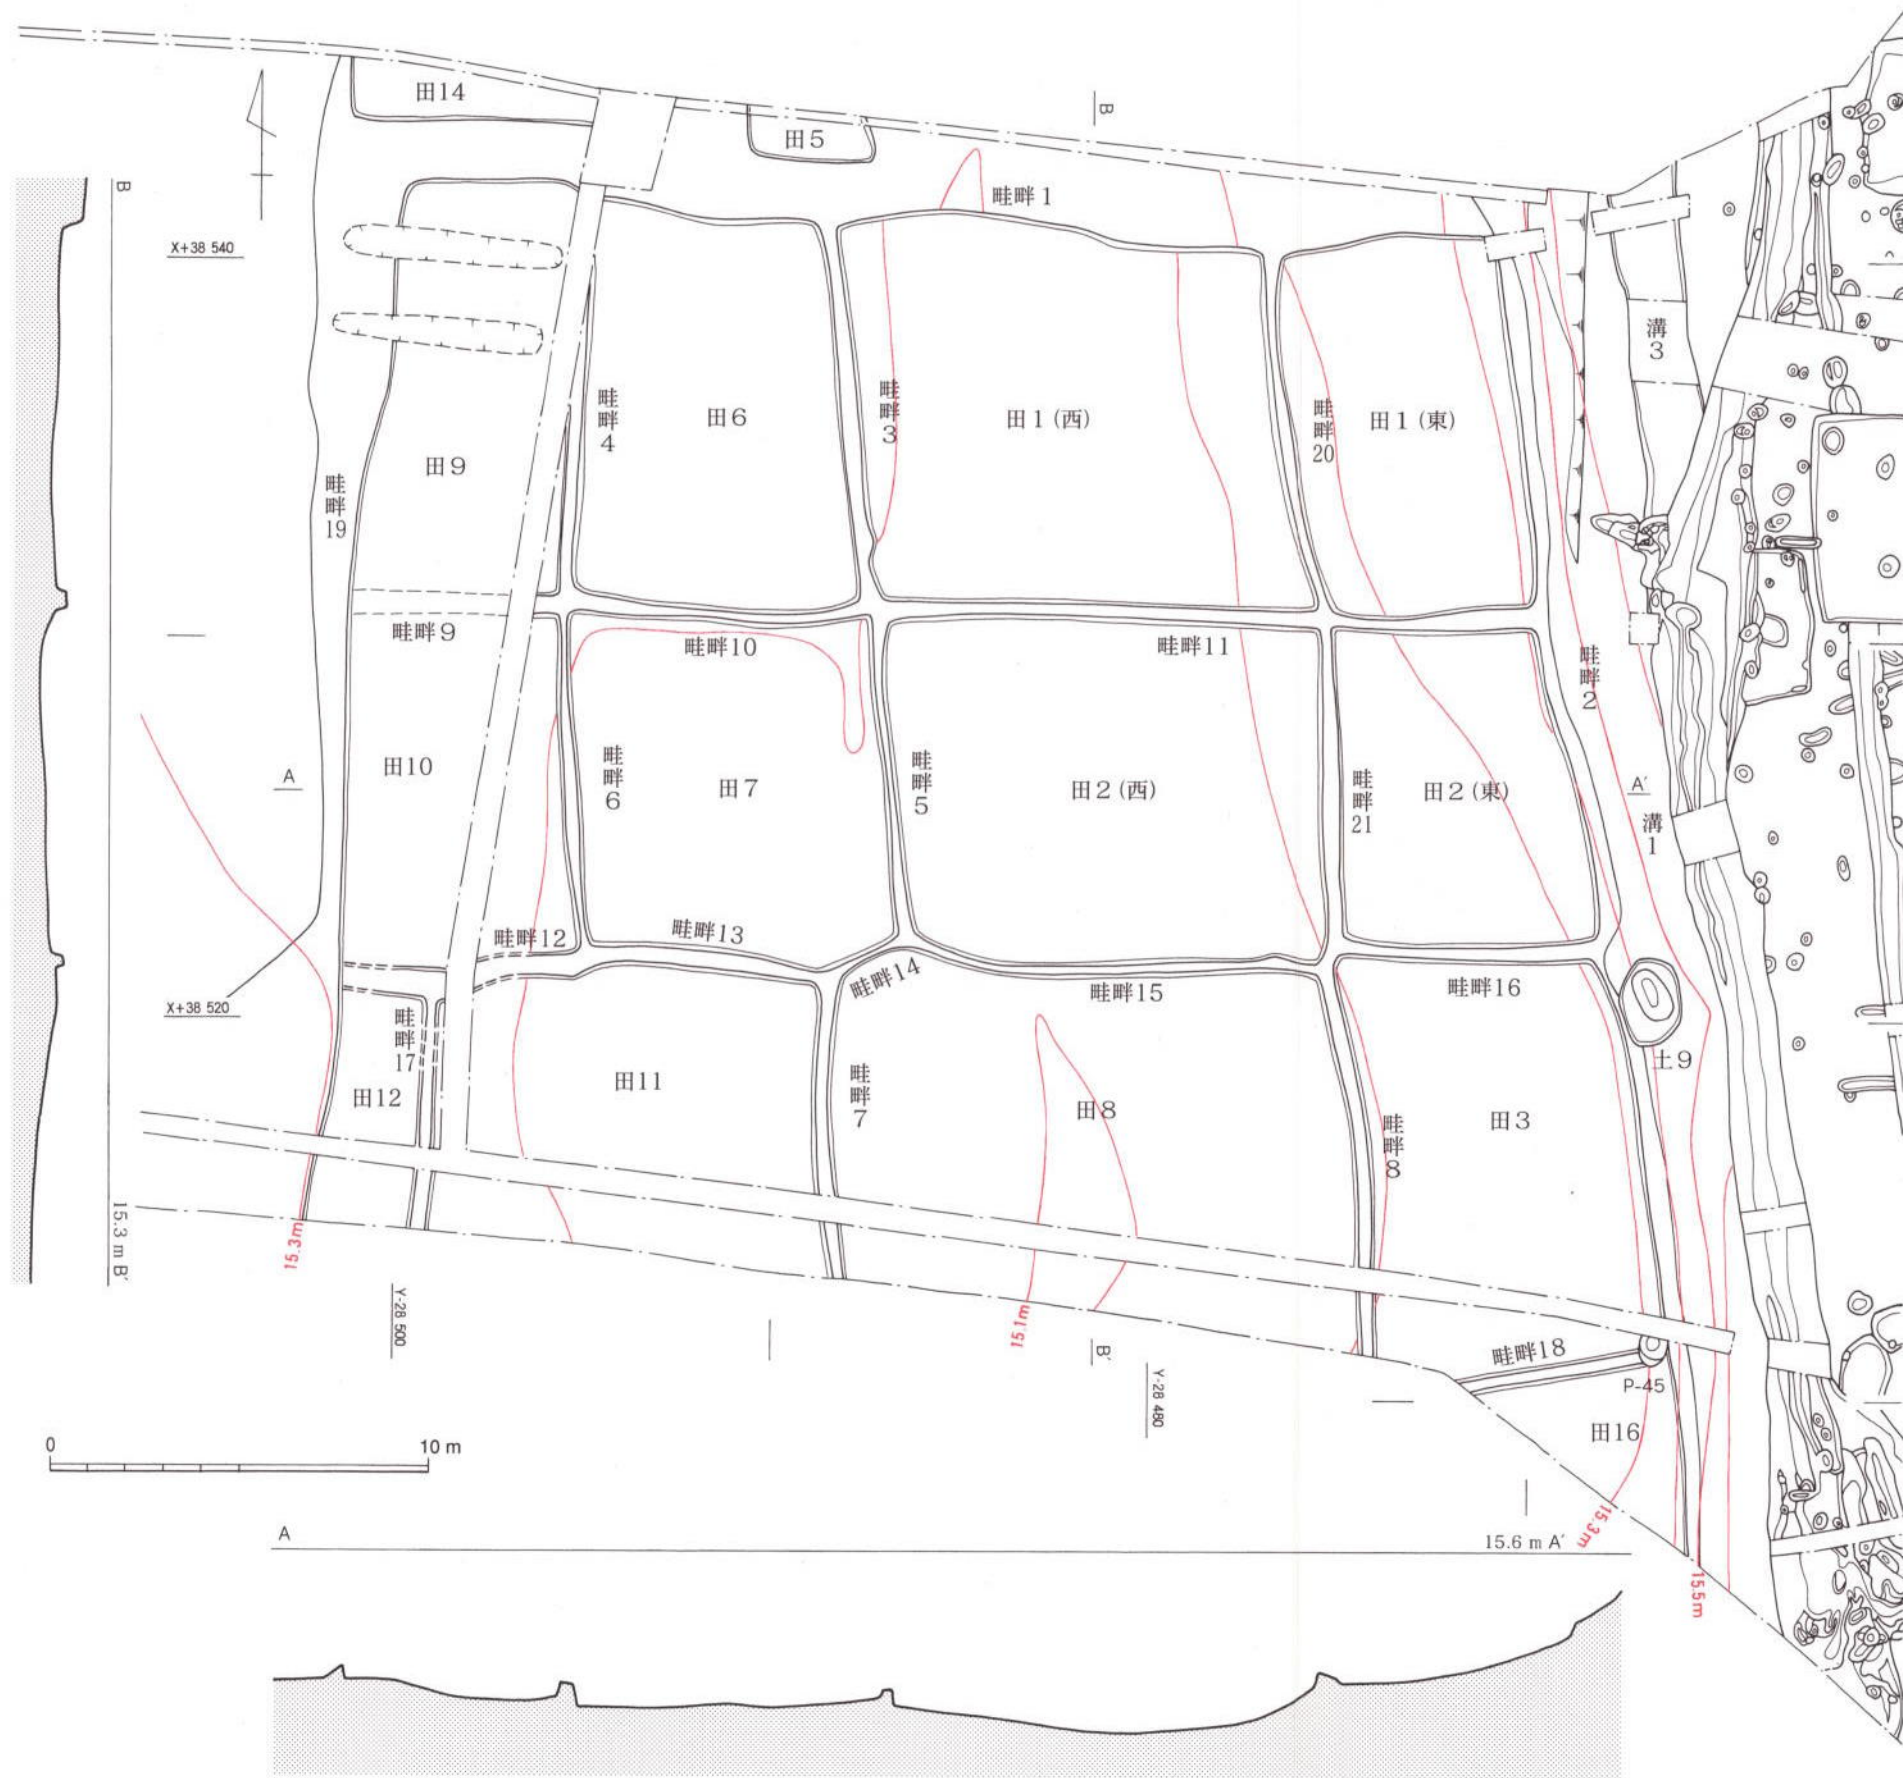 田14
田5
B
B
畦畔1
X+38 540
溝3
畦畔4
田6
畦畔3
田1(西)
畦畔20
田1(東)
田9
畦畔19
畦畔9
畦畔10
畦畔11
畦畔2
A
田10
畦畔6
田7
畦畔5
田2(西)
畦畔21
田2(東)
A′
溝1
畦畔12
畦畔13
畦畔14
畦畔15
畦畔16
X+38 520
畦畔17
土9
田12
田11
畦畔7
田8
畦畔8
田3
15.3 m B′
15.3m
Y-28 500
15.1m
B′
Y-28 480
畦畔18
P-45
田16
0 10 m
A
15.6 m A′
15.3m
15.5m